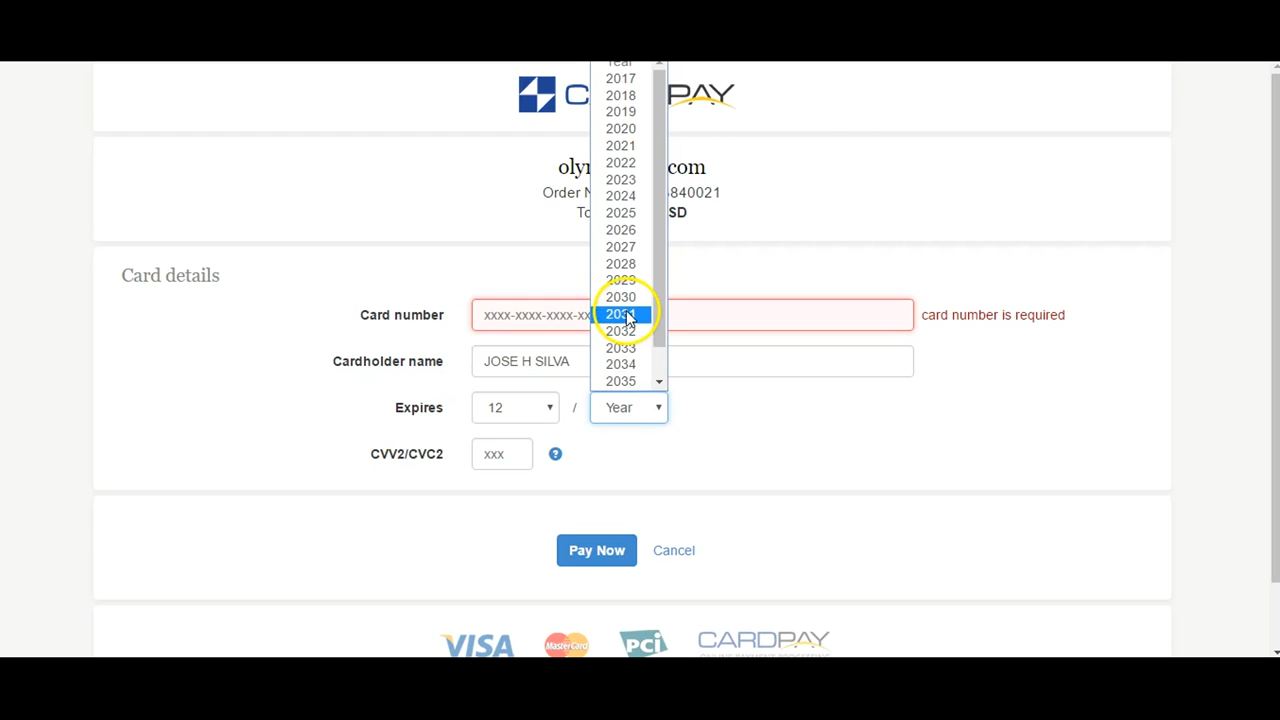 Year
2017
C PAY
2018
2019
2020
2021
oly com
2022
2023
Order N 840021
2024
To SD
2025
2026
2027
2028
Card details
2029
2030
Card number xxxx-xxxx-xxxx-xx 2031 card number is required
2032
2033
Cardholder name JOSE H SILVA
2034
2035
Expires 12 / Year
CVV2/CVC2 xxx ?
Pay Now Cancel
VISA MasterCard PCI CARDPAY